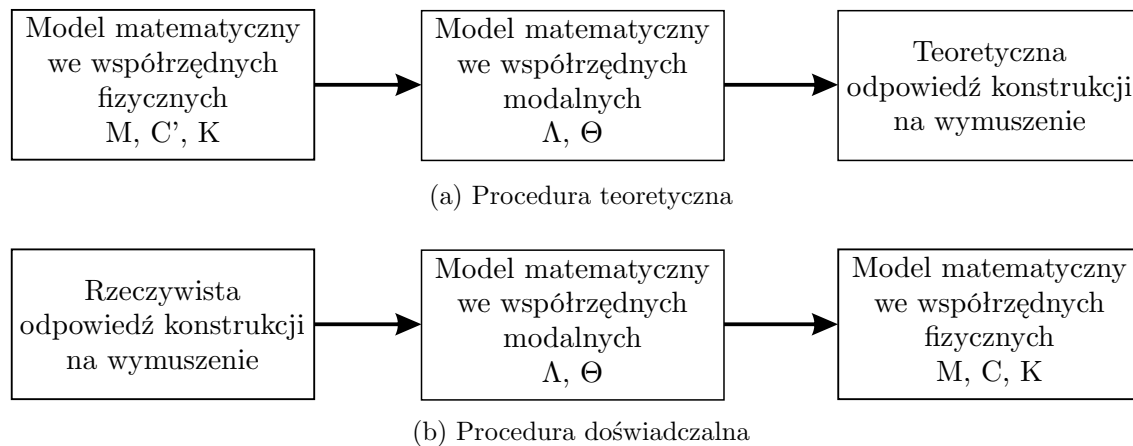 Model matematyczny
we współrzędnych
fizycznych
M, C’, K
Model matematyczny
we współrzędnych
modalnych
Λ, Θ
Teoretyczna
odpowiedź konstrukcji
na wymuszenie
(a) Procedura teoretyczna
Rzeczywista
odpowiedź konstrukcji
na wymuszenie
Model matematyczny
we współrzędnych
modalnych
Λ, Θ
Model matematyczny
we współrzędnych
fizycznych
M, C, K
(b) Procedura doświadczalna